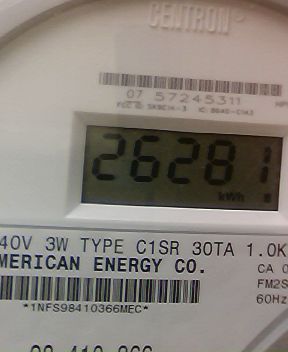 CENTRON®
07 57245311
26281
kWh
40V 3W TYPE C1SR 30TA 1.0K
MERICAN ENERGY CO.
CA 0
FM2S
60Hz
*1NFS98410366MEC*